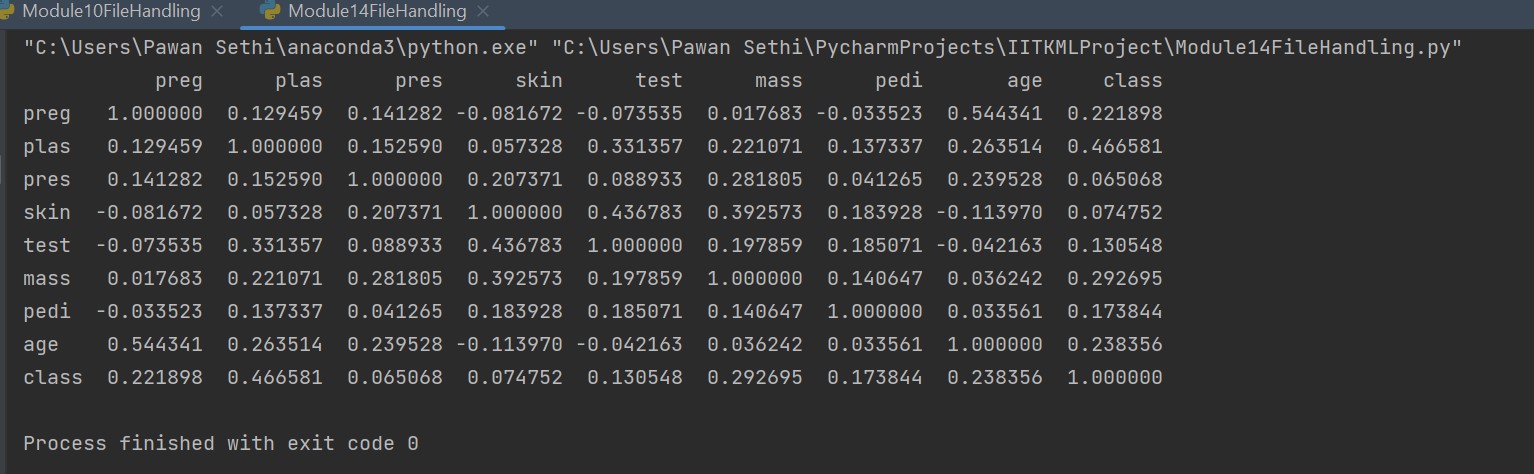 Module10FileHandling × Module14FileHandling ×
"C:\Users\Pawan Sethi\anaconda3\python.exe" "C:\Users\Pawan Sethi\PycharmProjects\IITKMLProject\Module14FileHandling.py"
preg plas pres skin test mass pedi age class
preg 1.000000 0.129459 0.141282 -0.081672 -0.073535 0.017683 -0.033523 0.544341 0.221898
plas 0.129459 1.000000 0.152590 0.057328 0.331357 0.221071 0.137337 0.263514 0.466581
pres 0.141282 0.152590 1.000000 0.207371 0.088933 0.281805 0.041265 0.239528 0.065068
skin -0.081672 0.057328 0.207371 1.000000 0.436783 0.392573 0.183928 -0.113970 0.074752
test -0.073535 0.331357 0.088933 0.436783 1.000000 0.197859 0.185071 -0.042163 0.130548
mass 0.017683 0.221071 0.281805 0.392573 0.197859 1.000000 0.140647 0.036242 0.292695
pedi -0.033523 0.137337 0.041265 0.183928 0.185071 0.140647 1.000000 0.033561 0.173844
age 0.544341 0.263514 0.239528 -0.113970 -0.042163 0.036242 0.033561 1.000000 0.238356
class 0.221898 0.466581 0.065068 0.074752 0.130548 0.292695 0.173844 0.238356 1.000000
Process finished with exit code 0